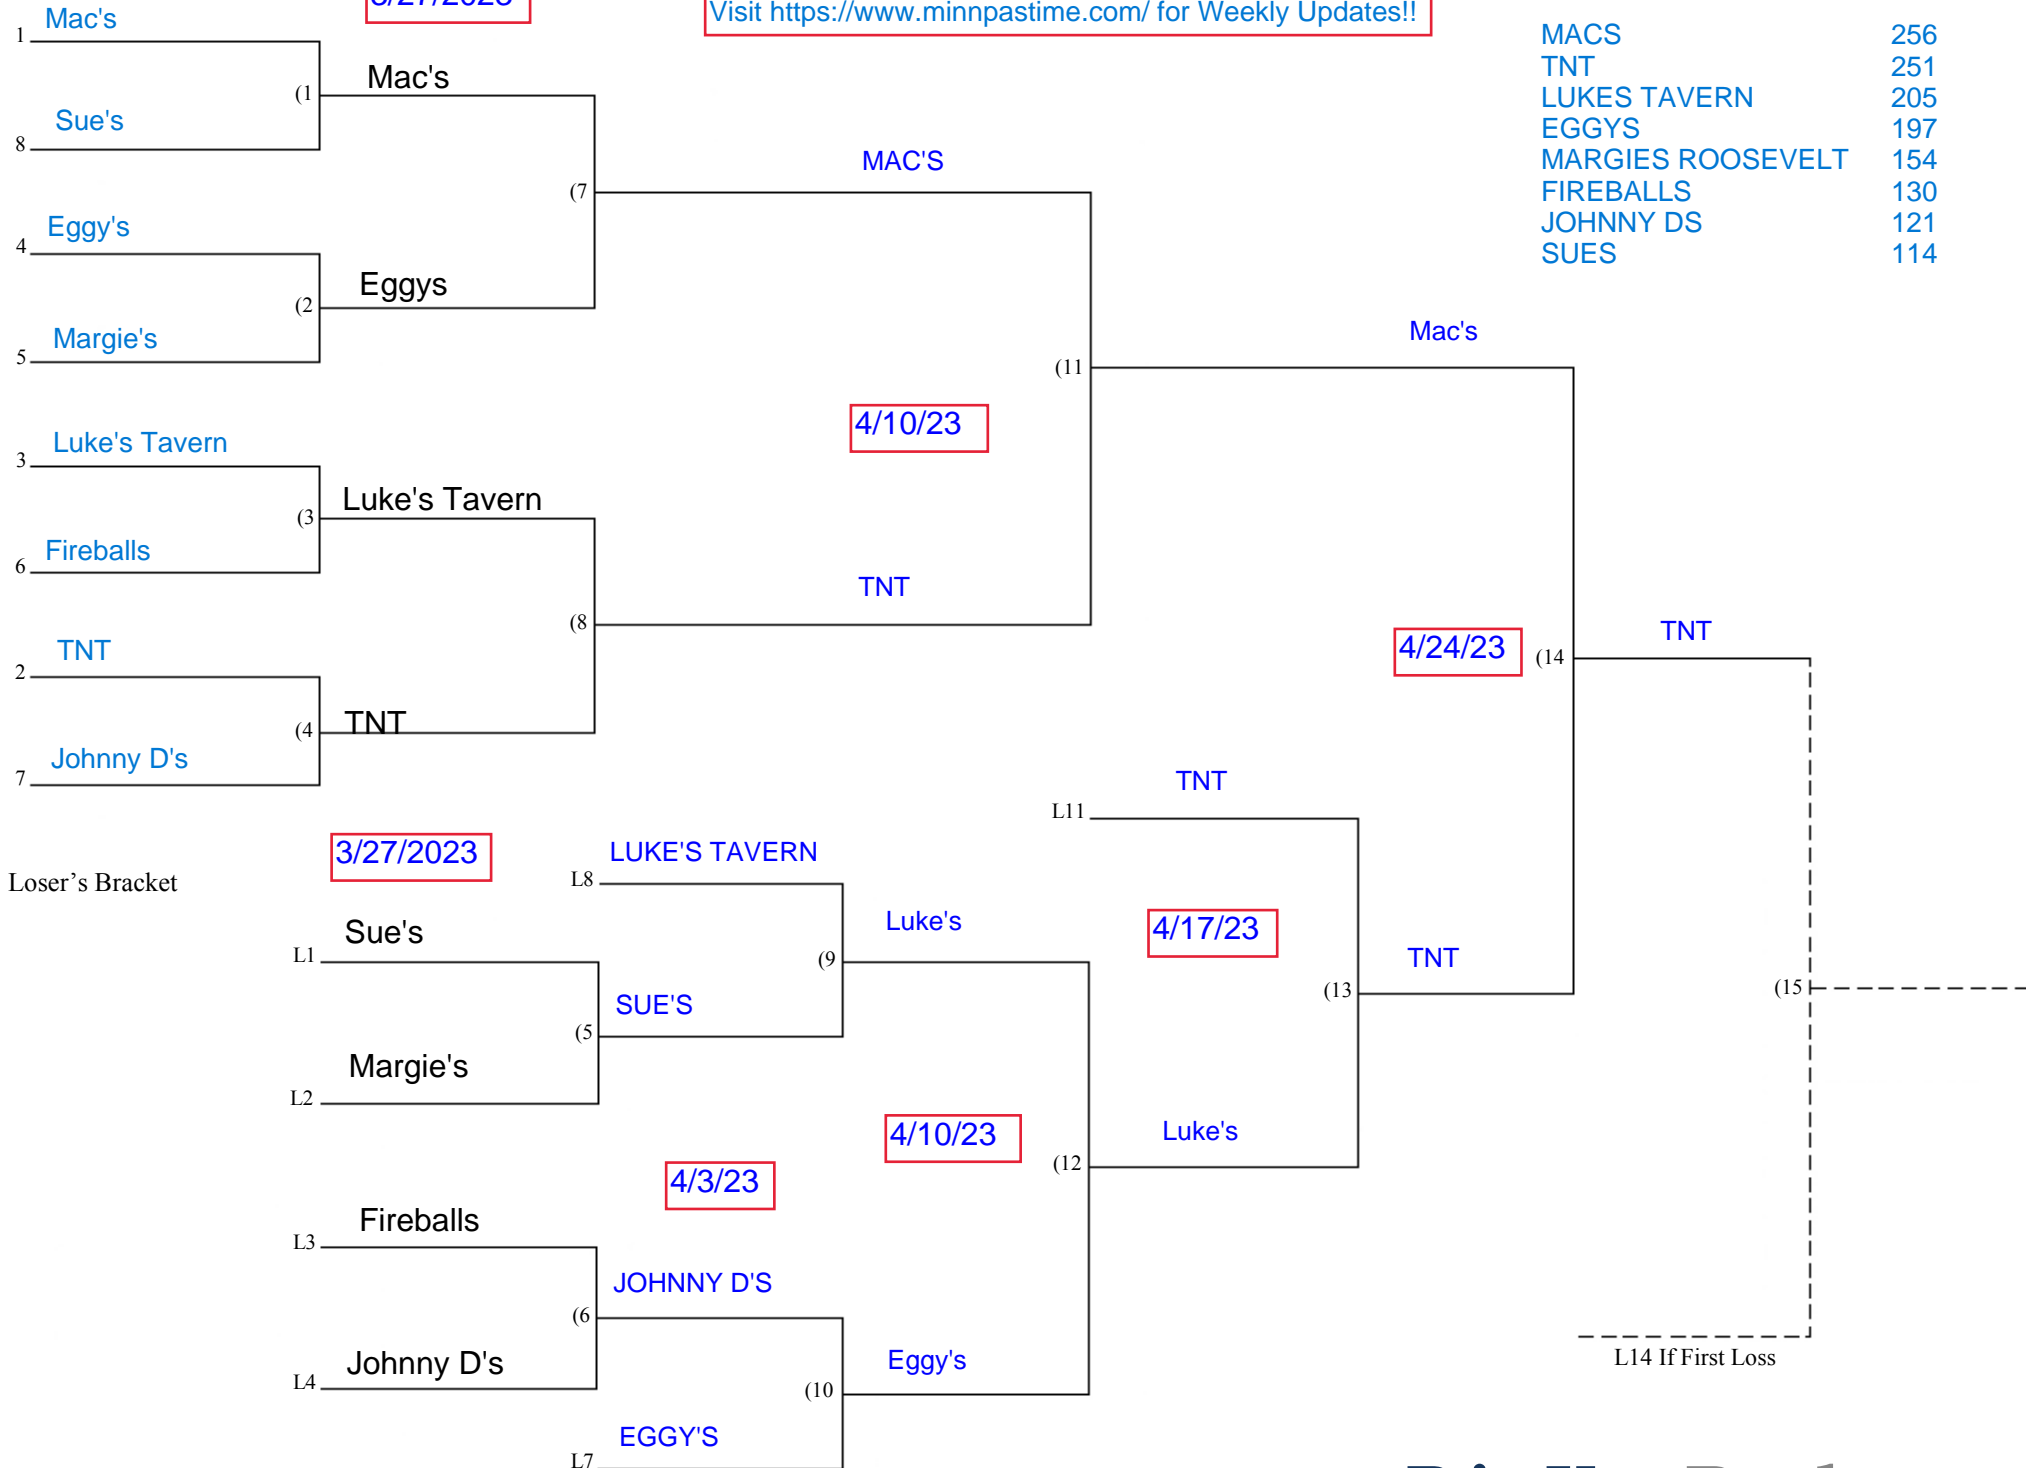 3/27/2023
Visit https://www.minnpastime.com/ for Weekly Updates!!
MACS 256
TNT 251
LUKES TAVERN 205
EGGYS 197
MARGIES ROOSEVELT 154
FIREBALLS 130
JOHNNY DS 121
SUES 114
1 Mac's
(1 Mac's
8 Sue's
(7 MAC'S
4 Eggy's
(2 Eggys
5 Margie's
(11 Mac's
4/10/23
3 Luke's Tavern
(3 Luke's Tavern
6 Fireballs
(8 TNT
2 TNT
(4 TNT
7 Johnny D's
4/24/23 (14 TNT
L11 TNT
Loser’s Bracket
3/27/2023
L8 LUKE'S TAVERN
L1 Sue's
(9 Luke's
4/17/23
(13 TNT
(15
(5 SUE'S
L2 Margie's
4/10/23
(12 Luke's
4/3/23
L3 Fireballs
(6 JOHNNY D'S
L4 Johnny D's
(10 Eggy's
L14 If First Loss
L7 EGGY'S